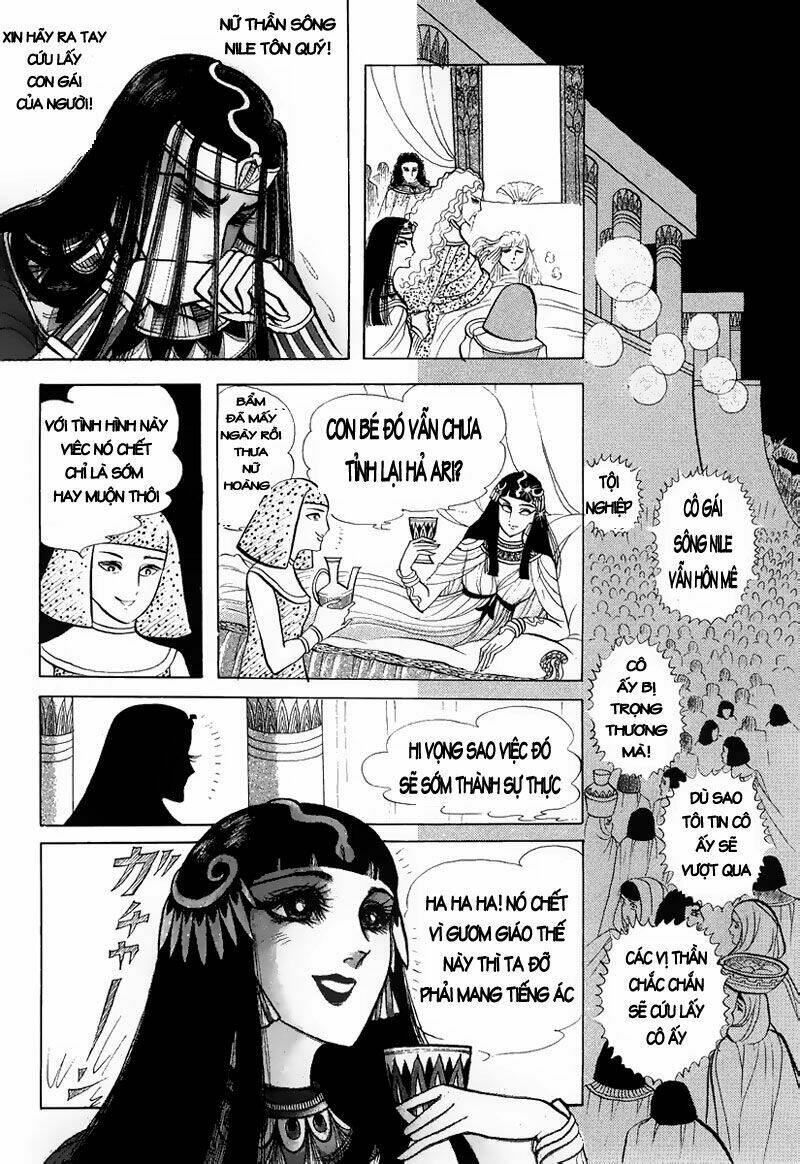 TỘI
NGHIỆP
CÔ GÁI
SÔNG NILE
VẪN HÔN MÊ
CÔ
ẤY BỊ
TRỌNG
THƯƠNG
MÀ!
DÙ SAO
TÔI TIN CÔ
ẤY SẼ
VƯỢT QUA
CÁC VỊ THẦN
CHẮC CHẮN
SẼ CỨU LẤY
CÔ ẤY
NỮ THẦN SÔNG
NILE TÔN QUÝ!
XIN HÃY RA TAY
CỨU LẤY
CON GÁI
CỦA NGƯỜI!
CON BÉ ĐÓ VẪN CHƯA
TỈNH LẠI HẢ ARI?
BẨM
ĐÃ MẤY
NGÀY RỒI
THƯA
NỮ
HOÀNG
VỚI TÌNH HÌNH NÀY
VIỆC NÓ CHẾT
CHỈ LÀ SỚM
HAY MUỘN THÔI
HI VỌNG SAO VIỆC ĐÓ
SẼ SỚM THÀNH SỰ THỰC
HA HA HA! NÓ CHẾT
VÌ GƯƠM GIÁO THẾ
NÀY THÌ TA ĐỠ
PHẢI MANG TIẾNG ÁC
ガチャーン